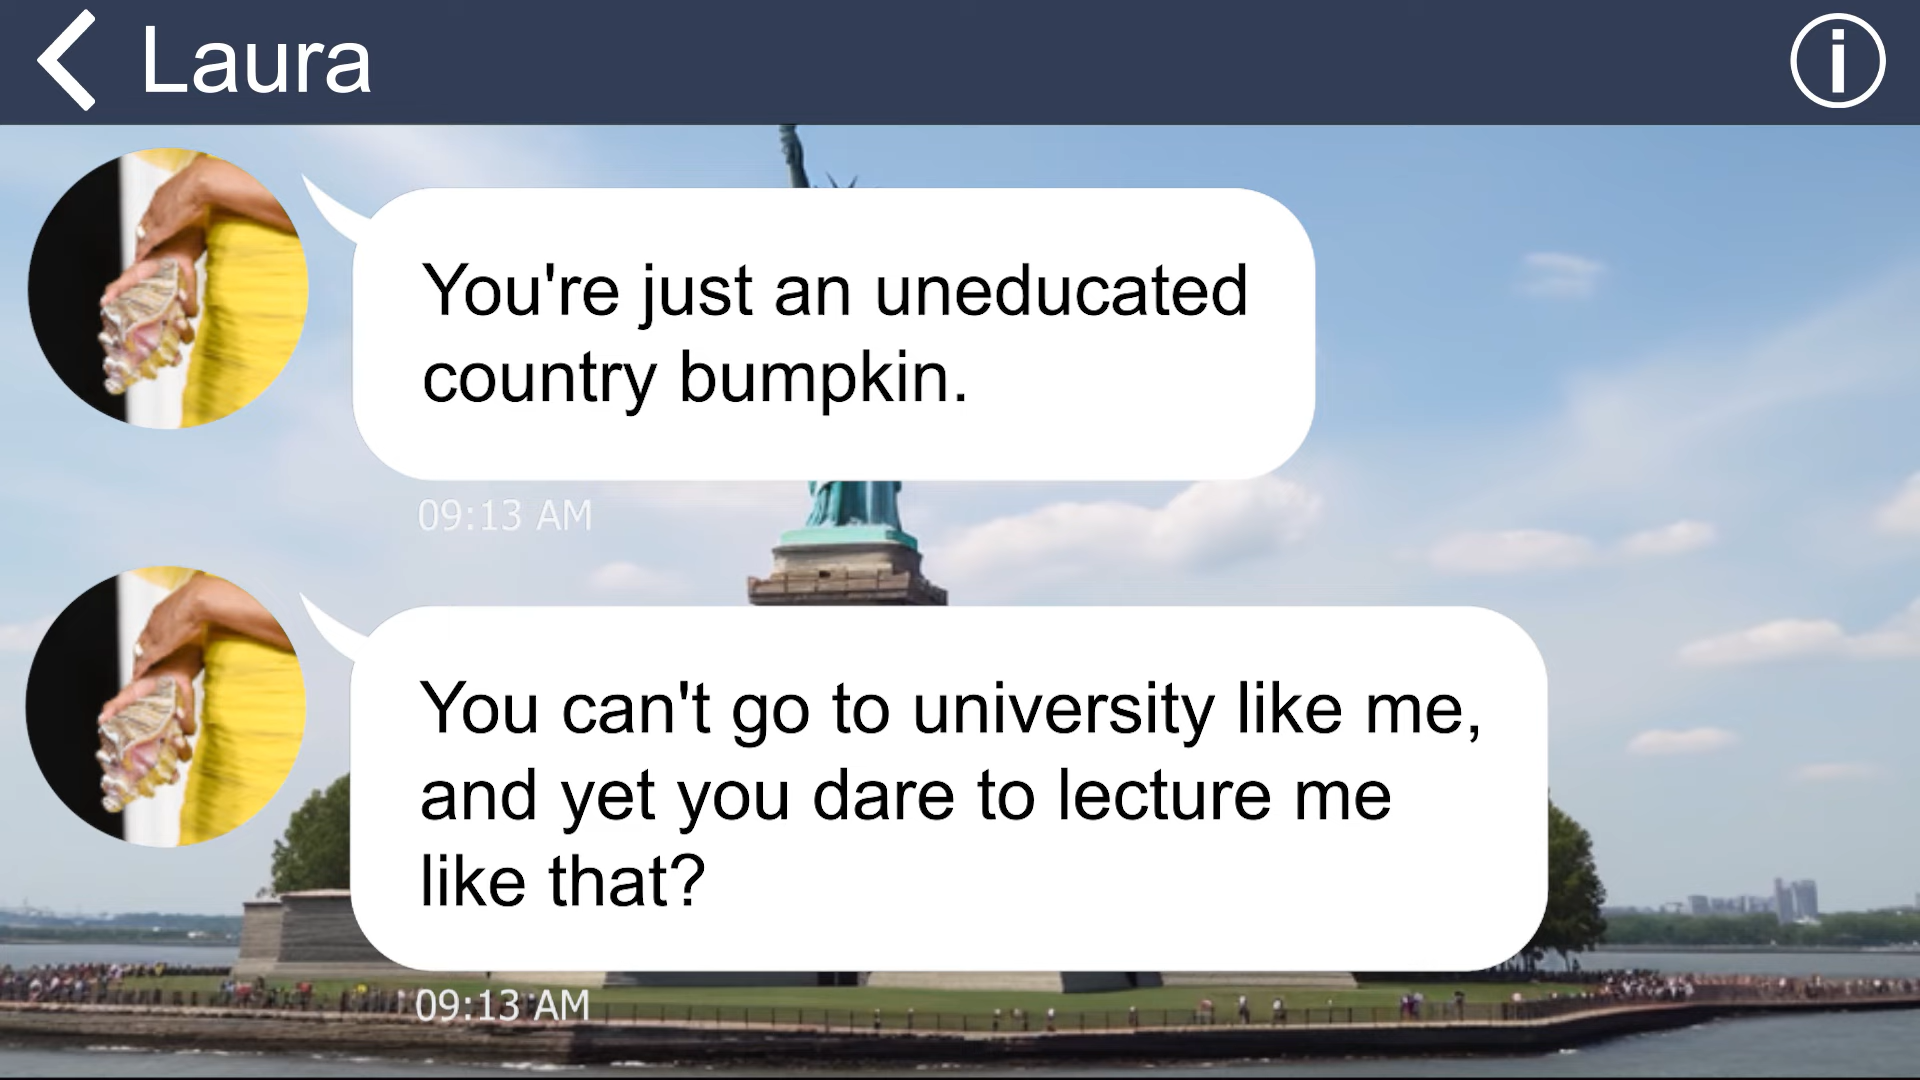 Laura
You're just an uneducated
country bumpkin.
09:13 AM
You can't go to university like me,
and yet you dare to lecture me
like that?
09:13 AM